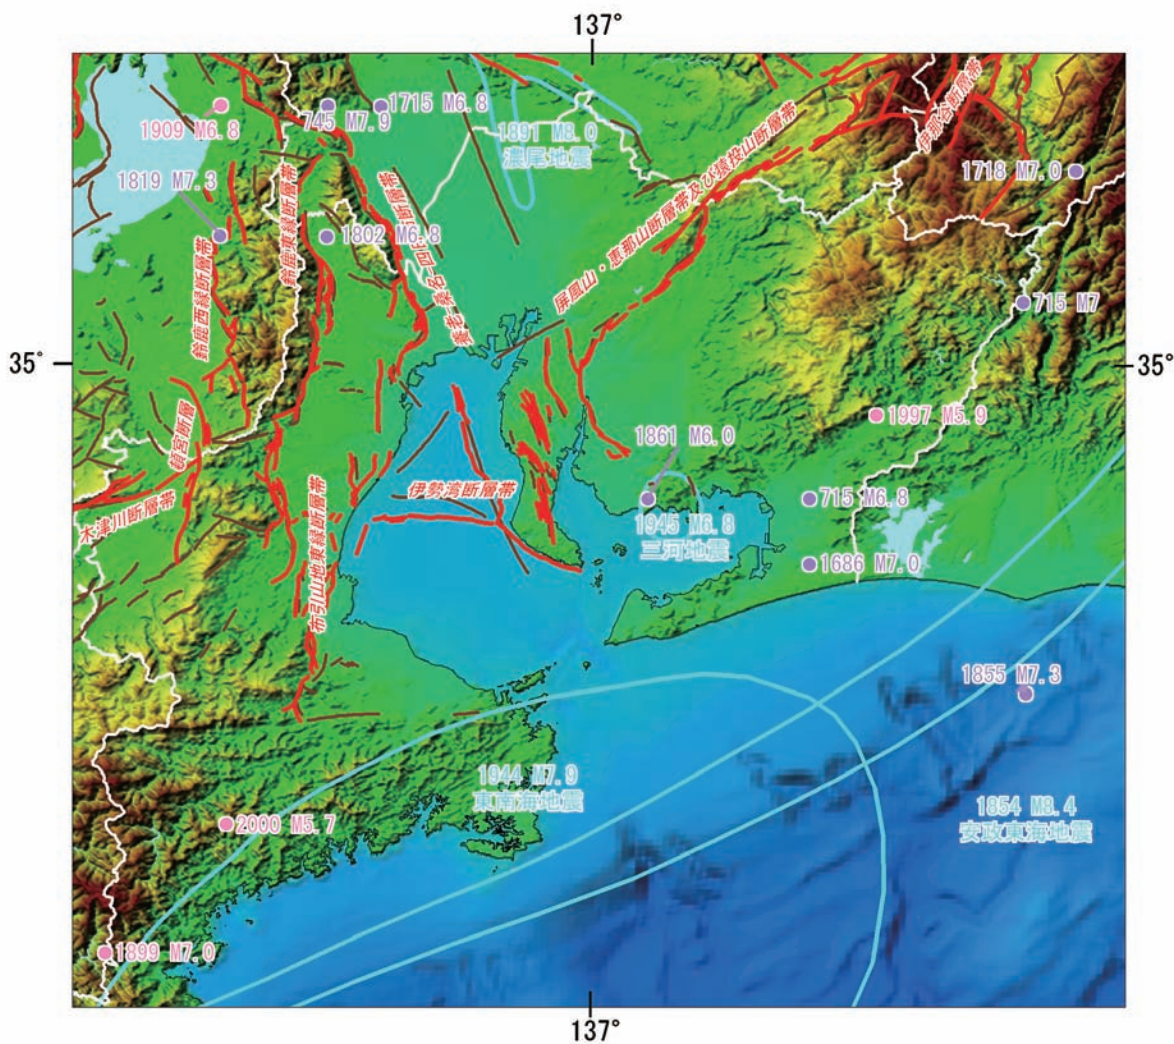 137°
1715 M6.8
745 M7.9
1909 M6.8
1891 M8.0
濃尾地震
伊那谷断層帯
1718 M7.0
1819 M7.3
1802 M6.8
養老-桑名-四日市断層帯
屏風山・恵那山断層帯及び猿投山断層帯
鈴鹿東縁断層帯
鈴鹿西縁断層帯
715 M7
35°
35°
1997 M5.9
頓宮断層
1861 M6.0
木津川断層帯
伊勢湾断層帯
715 M6.8
1945 M6.8
三河地震
布引山地東縁断層帯
1686 M7.0
1855 M7.3
1944 M7.9
東南海地震
1854 M8.4
安政東海地震
2000 M5.7
1899 M7.0
137°